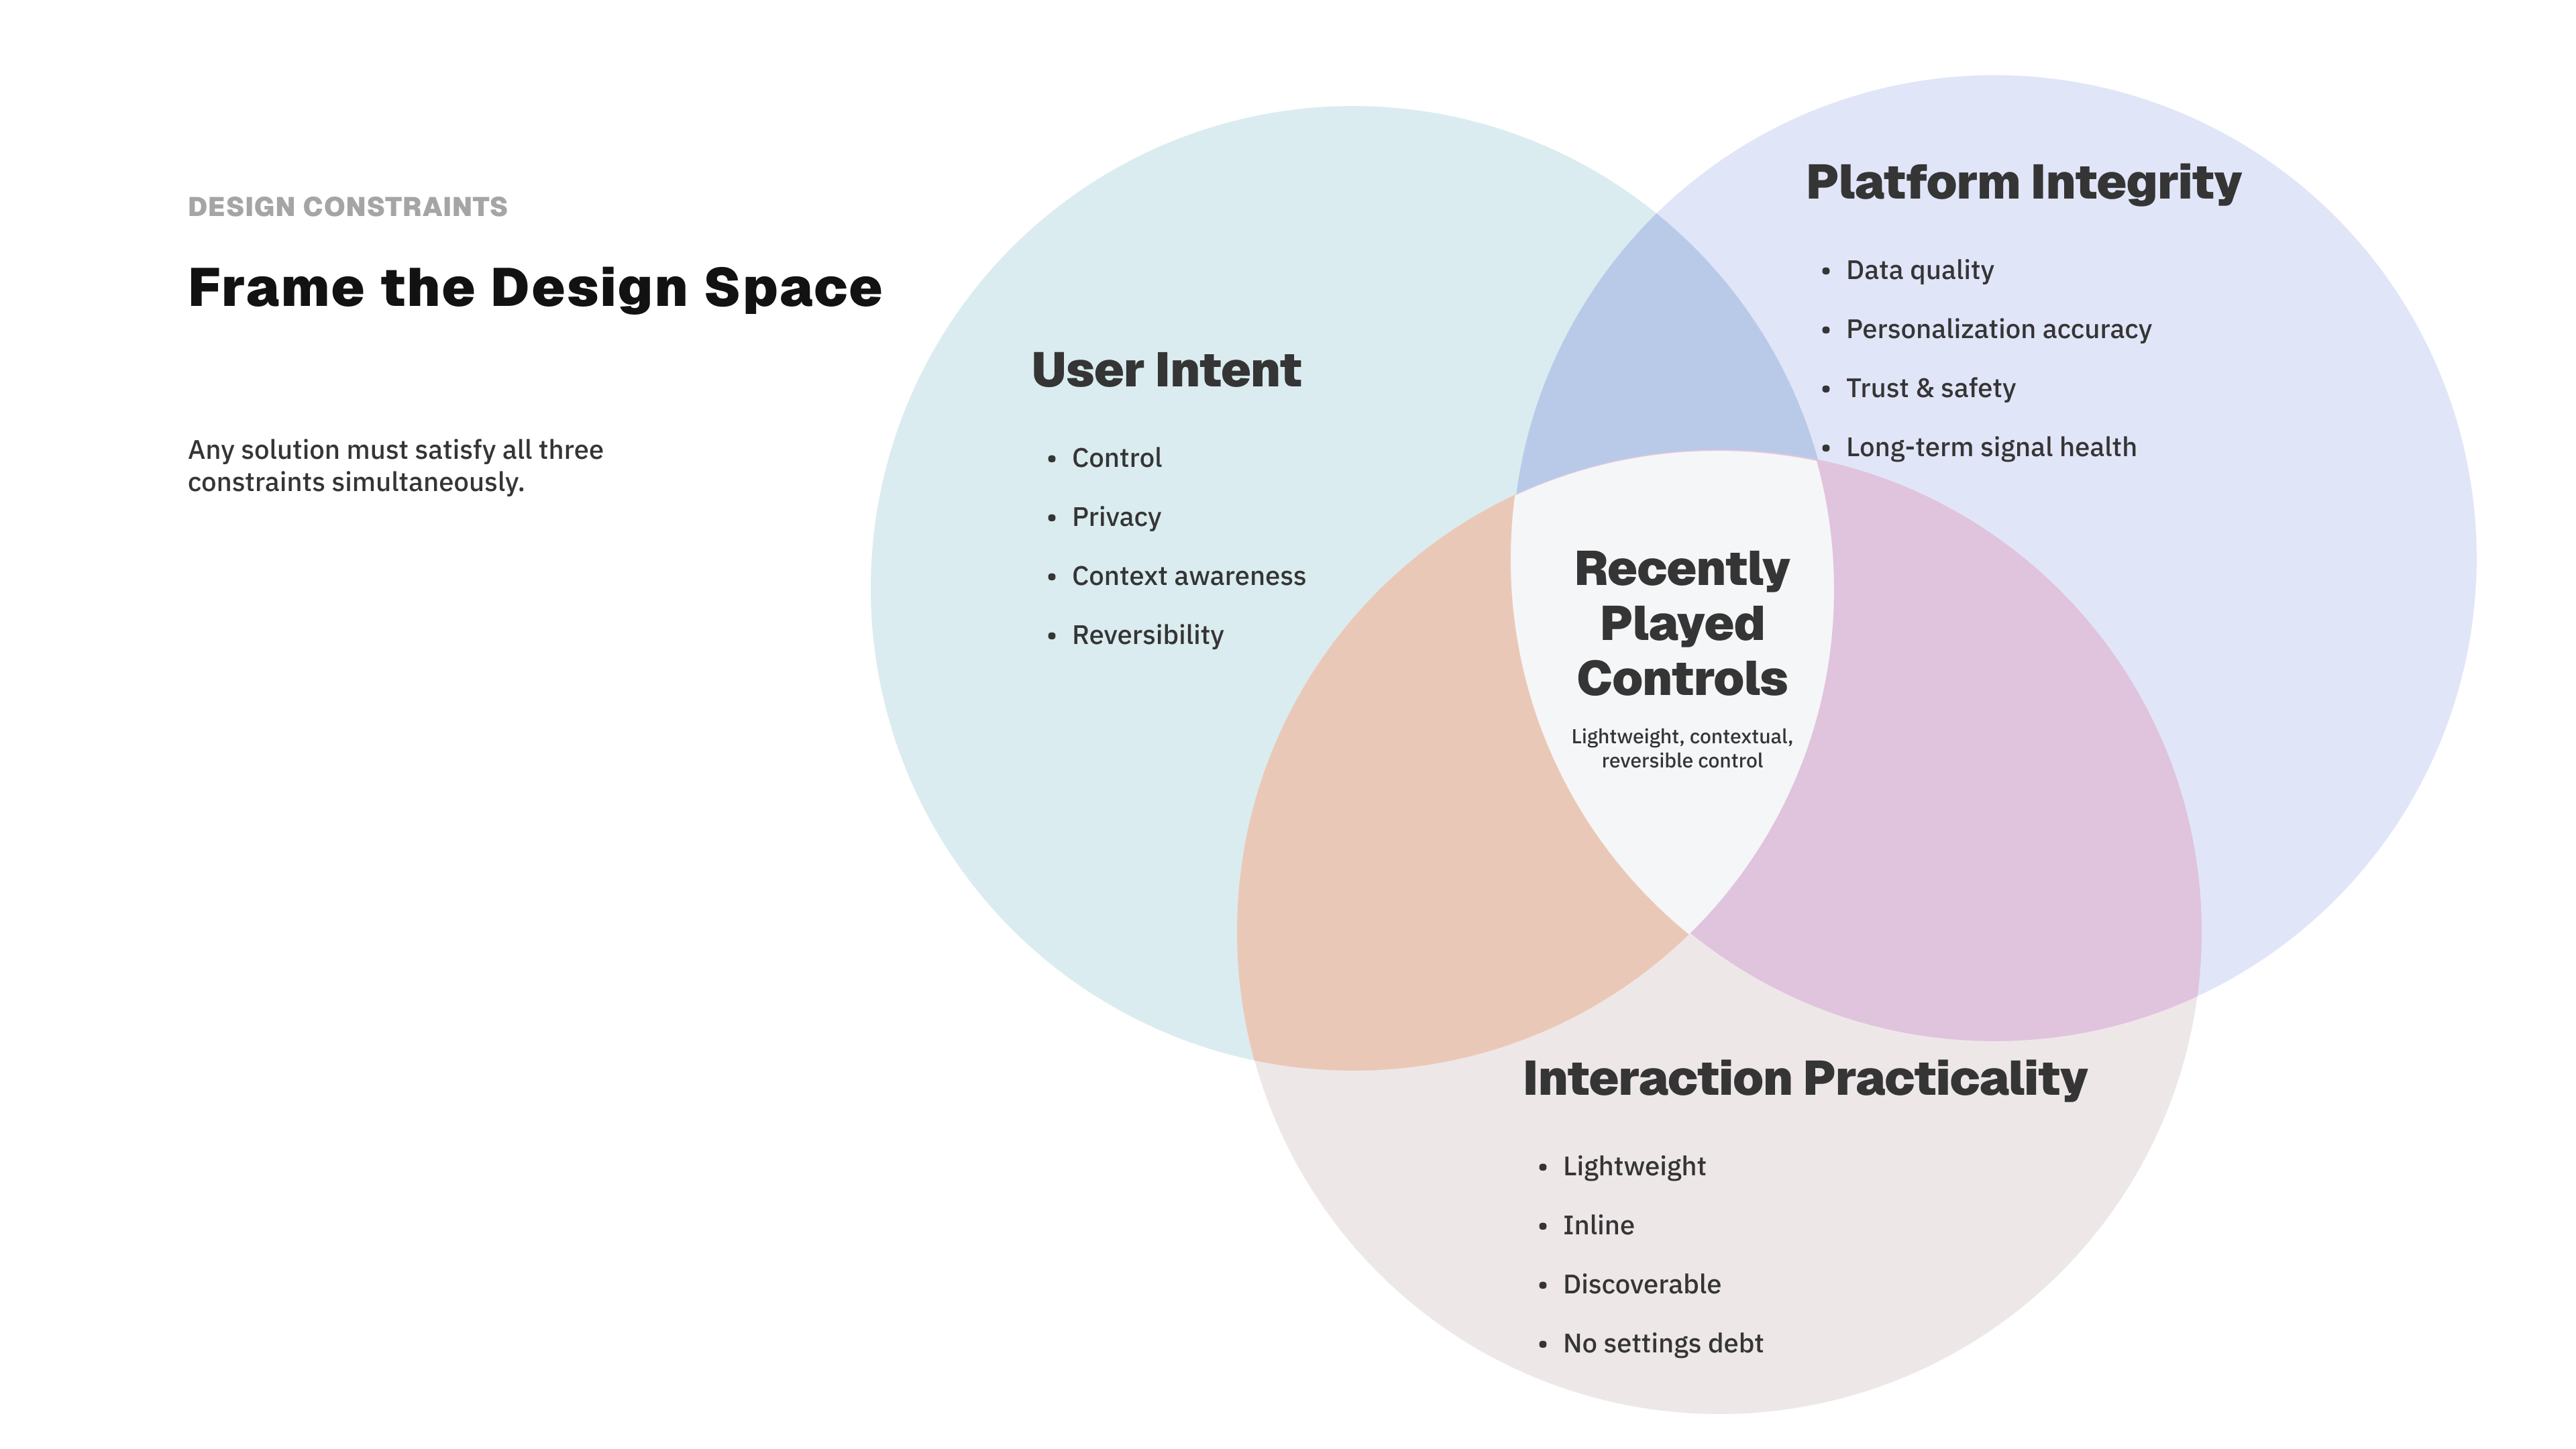 DESIGN CONSTRAINTS
Frame the Design Space
Any solution must satisfy all three
constraints simultaneously.
User Intent
• Control
• Privacy
• Context awareness
• Reversibility
Platform Integrity
• Data quality
• Personalization accuracy
• Trust & safety
• Long-term signal health
Recently
Played
Controls
Lightweight, contextual,
reversible control
Interaction Practicality
• Lightweight
• Inline
• Discoverable
• No settings debt